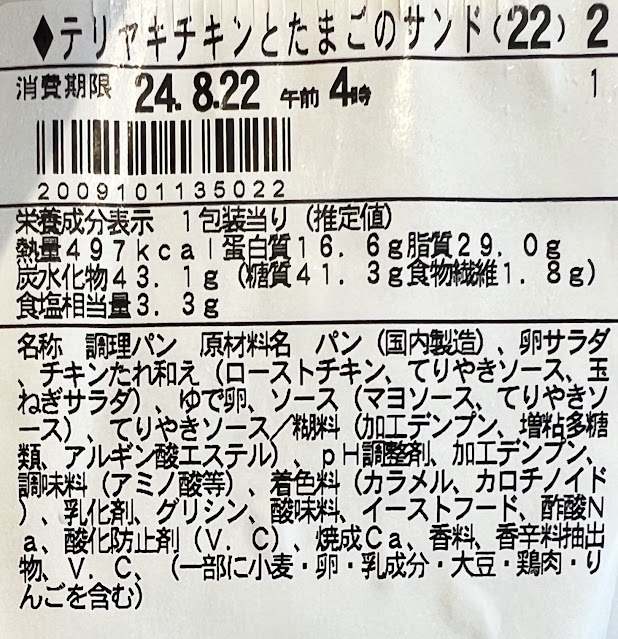 ♦テリヤキチキンとたまごのサンド(22) 2
消費期限 24. 8.22 午前 4時 1
2009101135022
栄養成分表示 1包装当り(推定値)
熱量497kcal蛋白質16.6g脂質29.0g
炭水化物43.1g(糖質41.3g食物繊維1.8g)
食塩相当量3.3g
名称 調理パン 原材料名 パン(国内製造)、卵サラダ
、チキンたれ和え(ローストチキン、てりやきソース、玉
ねぎサラダ)、ゆで卵、ソース(マヨソース、てりやきソ
ース)、てりやきソース/糊料(加工デンプン、増粘多糖
類、アルギン酸エステル)、pH調整剤、加工デンプン、
調味料(アミノ酸等)、着色料(カラメル、カロチノイド
)、乳化剤、グリシン、酸味料、イーストフード、酢酸N
a、酸化防止剤(V.C)、焼成Ca、香料、香辛料抽出
物、V.C、(一部に小麦・卵・乳成分・大豆・鶏肉・り
んごを含む)